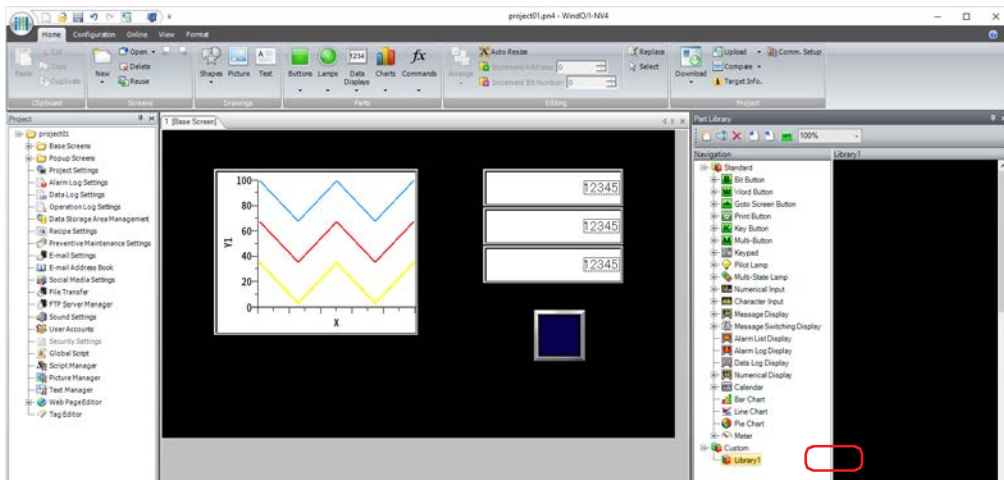 project01.pn4 - WindO/I-NV4
Home Configuration Online View Format
Cut
Copy
Duplicate
Paste
Clipboard
New
Open
Delete
Reuse
Screens
Shapes Picture Text
Drawings
Buttons Lamps Data Displays Charts Commands
Parts
Arrange
Auto Resize
Increment Address 0
Increment Bit Number 0
Replace
Select
Editing
Download
Upload
Compare
Target Info.
Comm. Setup
Project
Project
project01
Base Screens
Popup Screens
Project Settings
Alarm Log Settings
Data Log Settings
Operation Log Settings
Data Storage Area Management
Recipe Settings
Preventive Maintenance Settings
E-mail Settings
E-mail Address Book
Social Media Settings
File Transfer
FTP Server Manager
Sound Settings
User Accounts
Security Settings
Global Script
Script Manager
Picture Manager
Text Manager
Web Page Editor
Tag Editor
1 [Base Screen]
100
80
60
40
20
0
Y1
X
12345
12345
12345
Part Library
100%
Navigation
Library1
Standard
Bit Button
Word Button
Goto Screen Button
Print Button
Key Button
Multi-Button
Keypad
Pilot Lamp
Multi-State Lamp
Numerical Input
Character Input
Message Display
Message Switching Display
Alarm List Display
Alarm Log Display
Data Log Display
Numerical Display
Calendar
Bar Chart
Line Chart
Pie Chart
Meter
Custom
Library1